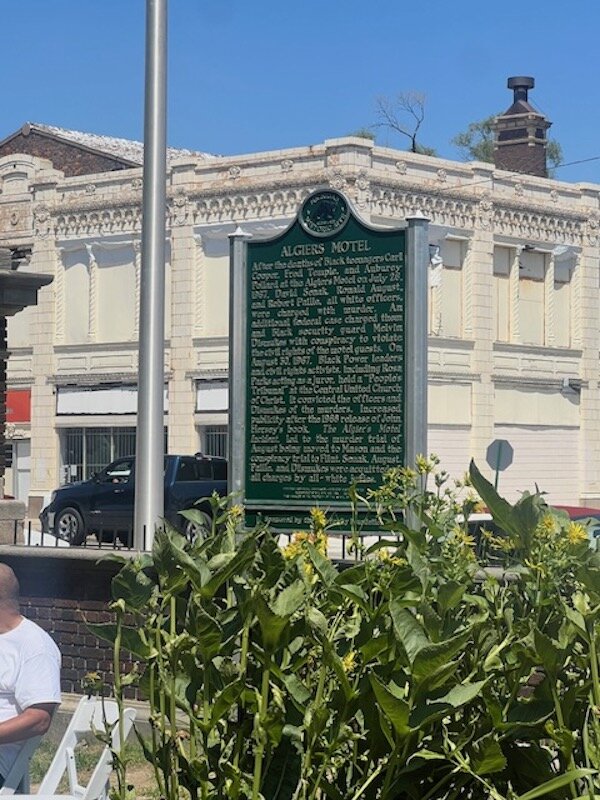 ALGIERS MOTEL
After the deaths of Black teenagers Carl
Cooper, Fred Temple, and Auburey
Pollard at the Algiers Motel on July 26,
1967, David Senak, Ronald August,
and Robert Paille, all white officers,
were charged with murder. An
additional federal case charged them
and Black security guard Melvin
Dismukes with conspiracy to violate
the civil rights of the motel guests. On
August 30, 1967, Black Power leaders
and civil rights activists, including Rosa
Parks acting as a juror, held a "People's
Tribunal" at the Central United Church
of Christ. It convicted the officers and
Dismukes of the murders. Increased
publicity after the 1968 release of John
Hersey's book, The Algiers Motel
Incident, led to the murder trial of
August being moved to Mason and the
conspiracy trial to Flint. Senak, August,
Paille, and Dismukes were acquitted of
all charges by all-white juries.